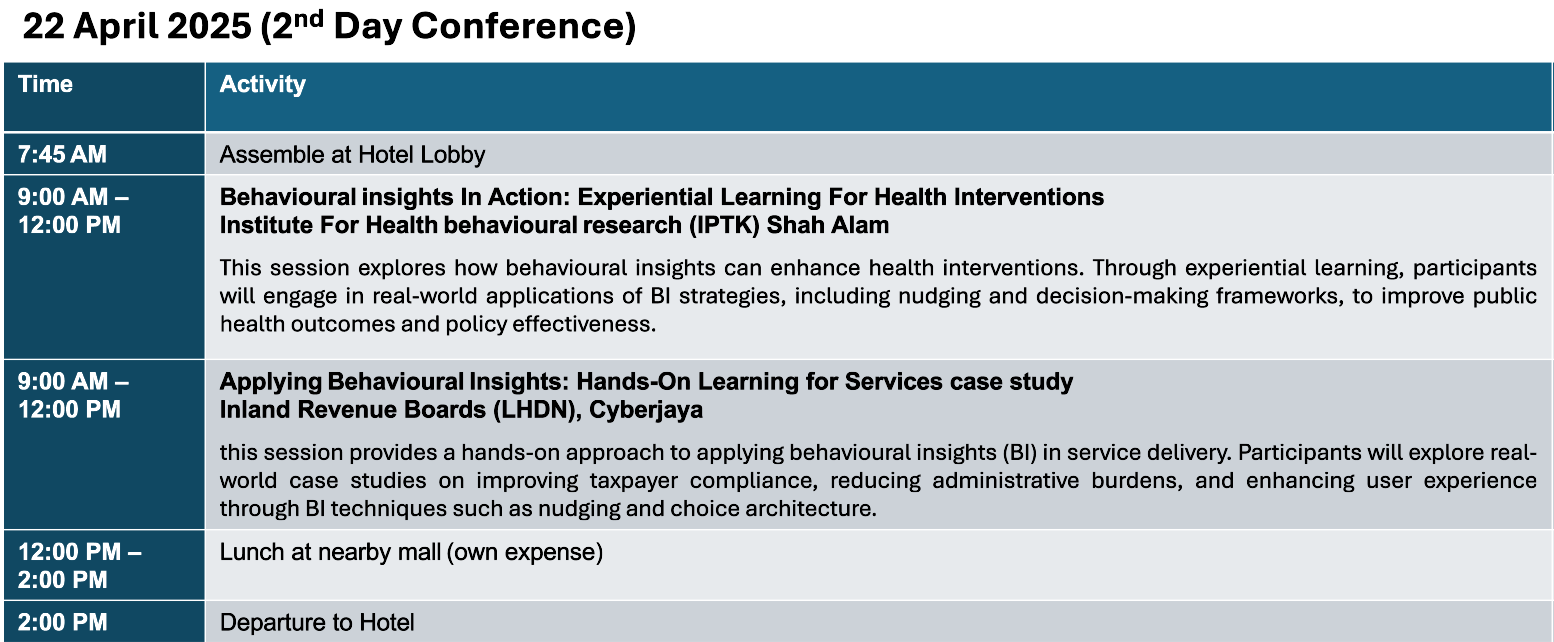 22 April 2025 (2nd Day Conference)
Time
Activity
7:45 AM
Assemble at Hotel Lobby
9:00 AM –
12:00 PM
Behavioural insights In Action: Experiential Learning For Health Interventions
Institute For Health behavioural research (IPTK) Shah Alam
This session explores how behavioural insights can enhance health interventions. Through experiential learning, participants
will engage in real-world applications of BI strategies, including nudging and decision-making frameworks, to improve public
health outcomes and policy effectiveness.
9:00 AM –
12:00 PM
Applying Behavioural Insights: Hands-On Learning for Services case study
Inland Revenue Boards (LHDN), Cyberjaya
this session provides a hands-on approach to applying behavioural insights (BI) in service delivery. Participants will explore real-
world case studies on improving taxpayer compliance, reducing administrative burdens, and enhancing user experience
through BI techniques such as nudging and choice architecture.
12:00 PM –
2:00 PM
Lunch at nearby mall (own expense)
2:00 PM
Departure to Hotel